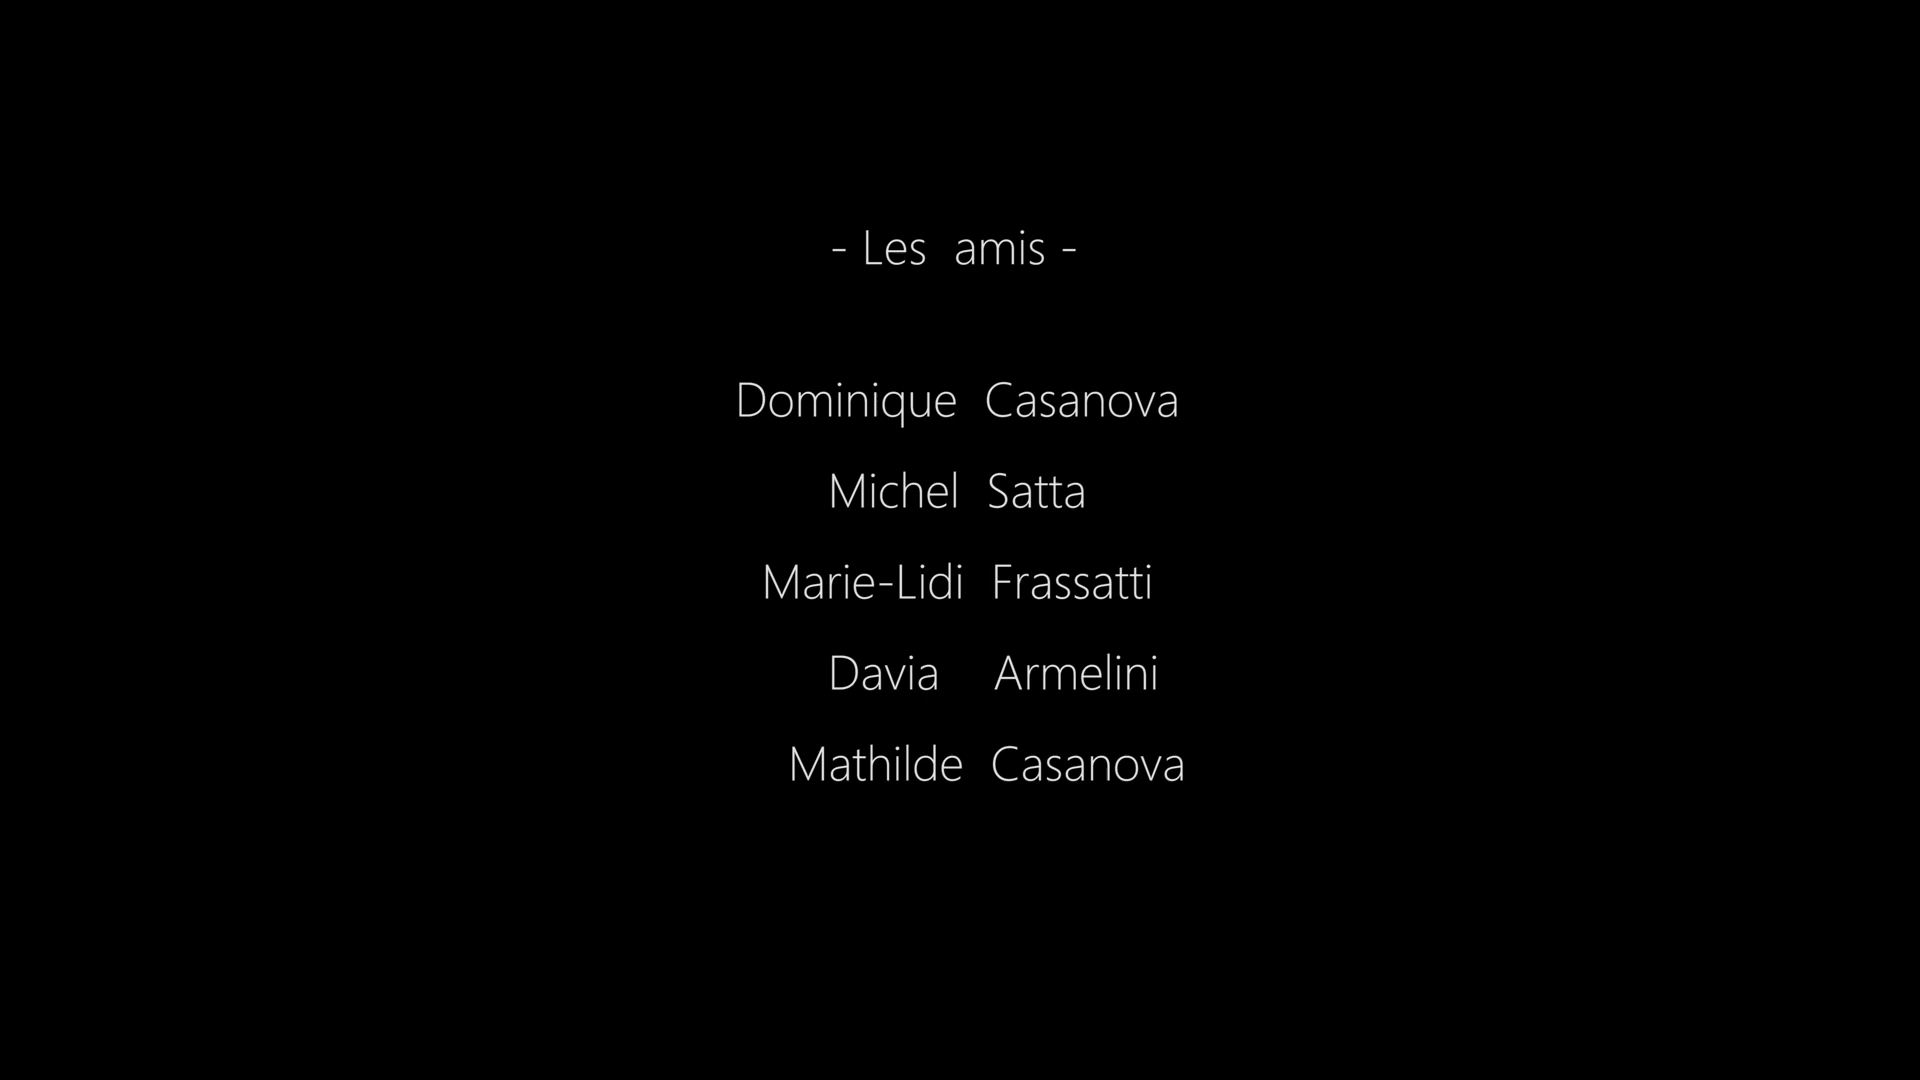 - Les amis -
Dominique Casanova
Michel Satta
Marie-Lidi Frassatti
Davia Armelini
Mathilde Casanova